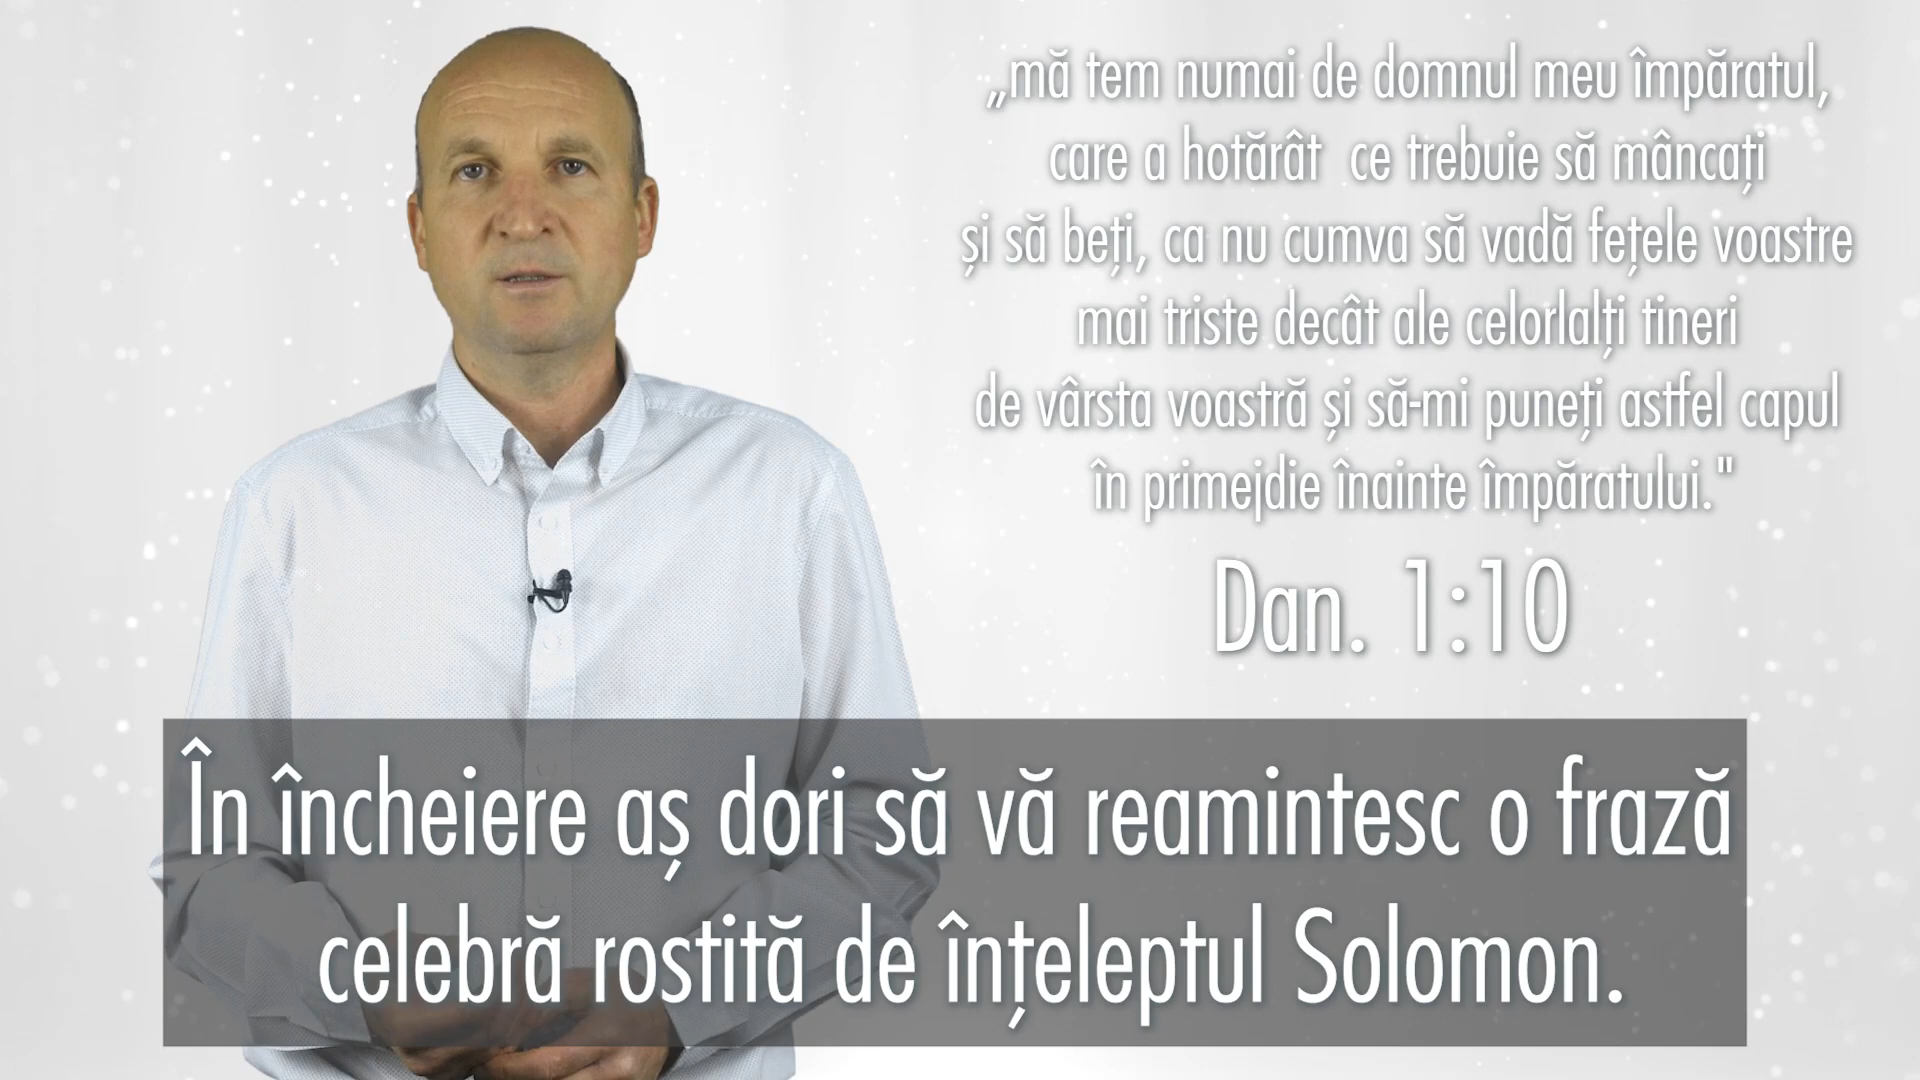 „mă tem numai de domnul meu împăratul,
care a hotărât ce trebuie să mâncați
și să beți, ca nu cumva să vadă fețele voastre
mai triste decât ale celorlalți tineri
de vârsta voastră și să-mi puneți astfel capul
în primejdie înainte împăratului."
Dan. 1:10
În încheiere aș dori să vă reamintesc o frază
celebră rostită de înțeleptul Solomon.